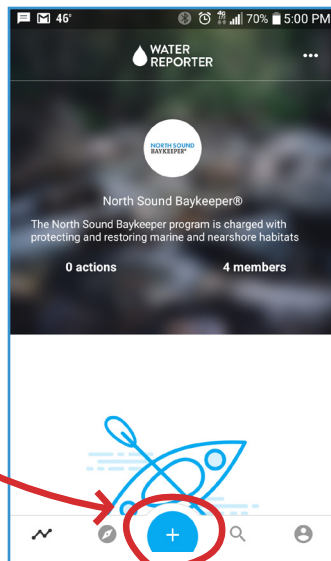 46° 4G 70% 5:00 PM
WATER
REPORTER
NORTH SOUND
BAYKEEPER®
North Sound Baykeeper®
The North Sound Baykeeper program is charged with
protecting and restoring marine and nearshore habitats
0 actions 4 members